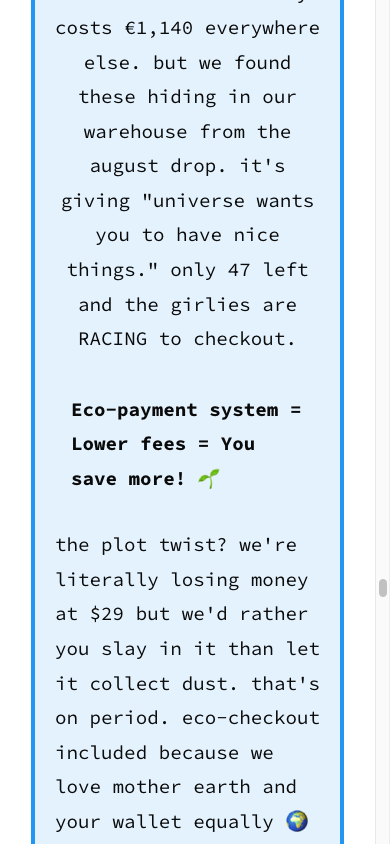 costs €1,140 everywhere
else. but we found
these hiding in our
warehouse from the
august drop. it's
giving "universe wants
you to have nice
things." only 47 left
and the girlies are
RACING to checkout.
Eco-payment system =
Lower fees = You
save more! 🌱
the plot twist? we're
literally losing money
at $29 but we'd rather
you slay in it than let
it collect dust. that's
on period. eco-checkout
included because we
love mother earth and
your wallet equally 🌍